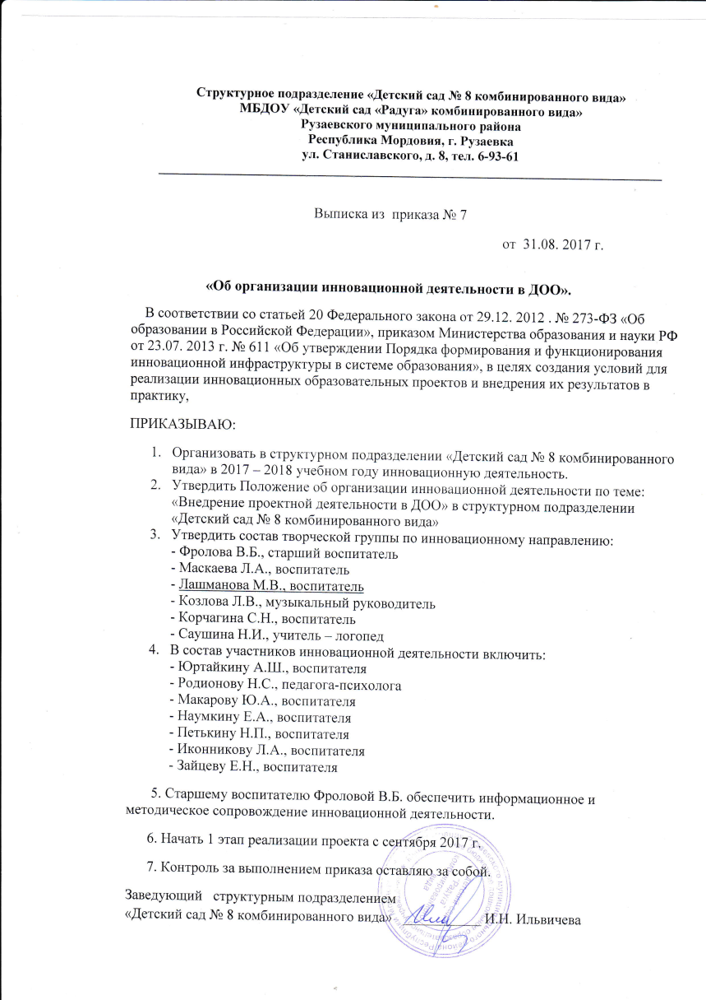 Структурное подразделение «Детский сад № 8 комбинированного вида»
МБДОУ «Детский сад «Радуга» комбинированного вида»
Рузаевского муниципального района
Республика Мордовия, г. Рузаевка
ул. Станиславского, д. 8, тел. 6-93-61
Выписка из приказа № 7
от 31.08. 2017 г.
«Об организации инновационной деятельности в ДОО».
В соответствии со статьей 20 Федерального закона от 29.12. 2012 . № 273-ФЗ «Об
образовании в Российской Федерации», приказом Министерства образования и науки РФ
от 23.07. 2013 г. № 611 «Об утверждении Порядка формирования и функционирования
инновационной инфраструктуры в системе образования», в целях создания условий для
реализации инновационных образовательных проектов и внедрения их результатов в
практику,
ПРИКАЗЫВАЮ:
1. Организовать в структурном подразделении «Детский сад № 8 комбинированного
вида» в 2017 – 2018 учебном году инновационную деятельность.
2. Утвердить Положение об организации инновационной деятельности по теме:
«Внедрение проектной деятельности в ДОО» в структурном подразделении
«Детский сад № 8 комбинированного вида»
3. Утвердить состав творческой группы по инновационному направлению:
- Фролова В.Б., старший воспитатель
- Маскаева Л.А., воспитатель
- Лашманова М.В., воспитатель
- Козлова Л.В., музыкальный руководитель
- Корчагина С.Н., воспитатель
- Саушина Н.И., учитель – логопед
4. В состав участников инновационной деятельности включить:
- Юртайкину А.Ш., воспитателя
- Родионову Н.С., педагога-психолога
- Макарову Ю.А., воспитателя
- Наумкину Е.А., воспитателя
- Петькину Н.П., воспитателя
- Иконникову Л.А., воспитателя
- Зайцеву Е.Н., воспитателя
5. Старшему воспитателю Фроловой В.Б. обеспечить информационное и
методическое сопровождение инновационной деятельности.
6. Начать 1 этап реализации проекта с сентября 2017 г.
7. Контроль за выполнением приказа оставляю за собой.
Заведующий структурным подразделением
«Детский сад № 8 комбинированного вида» ____________ И.Н. Ильвичева